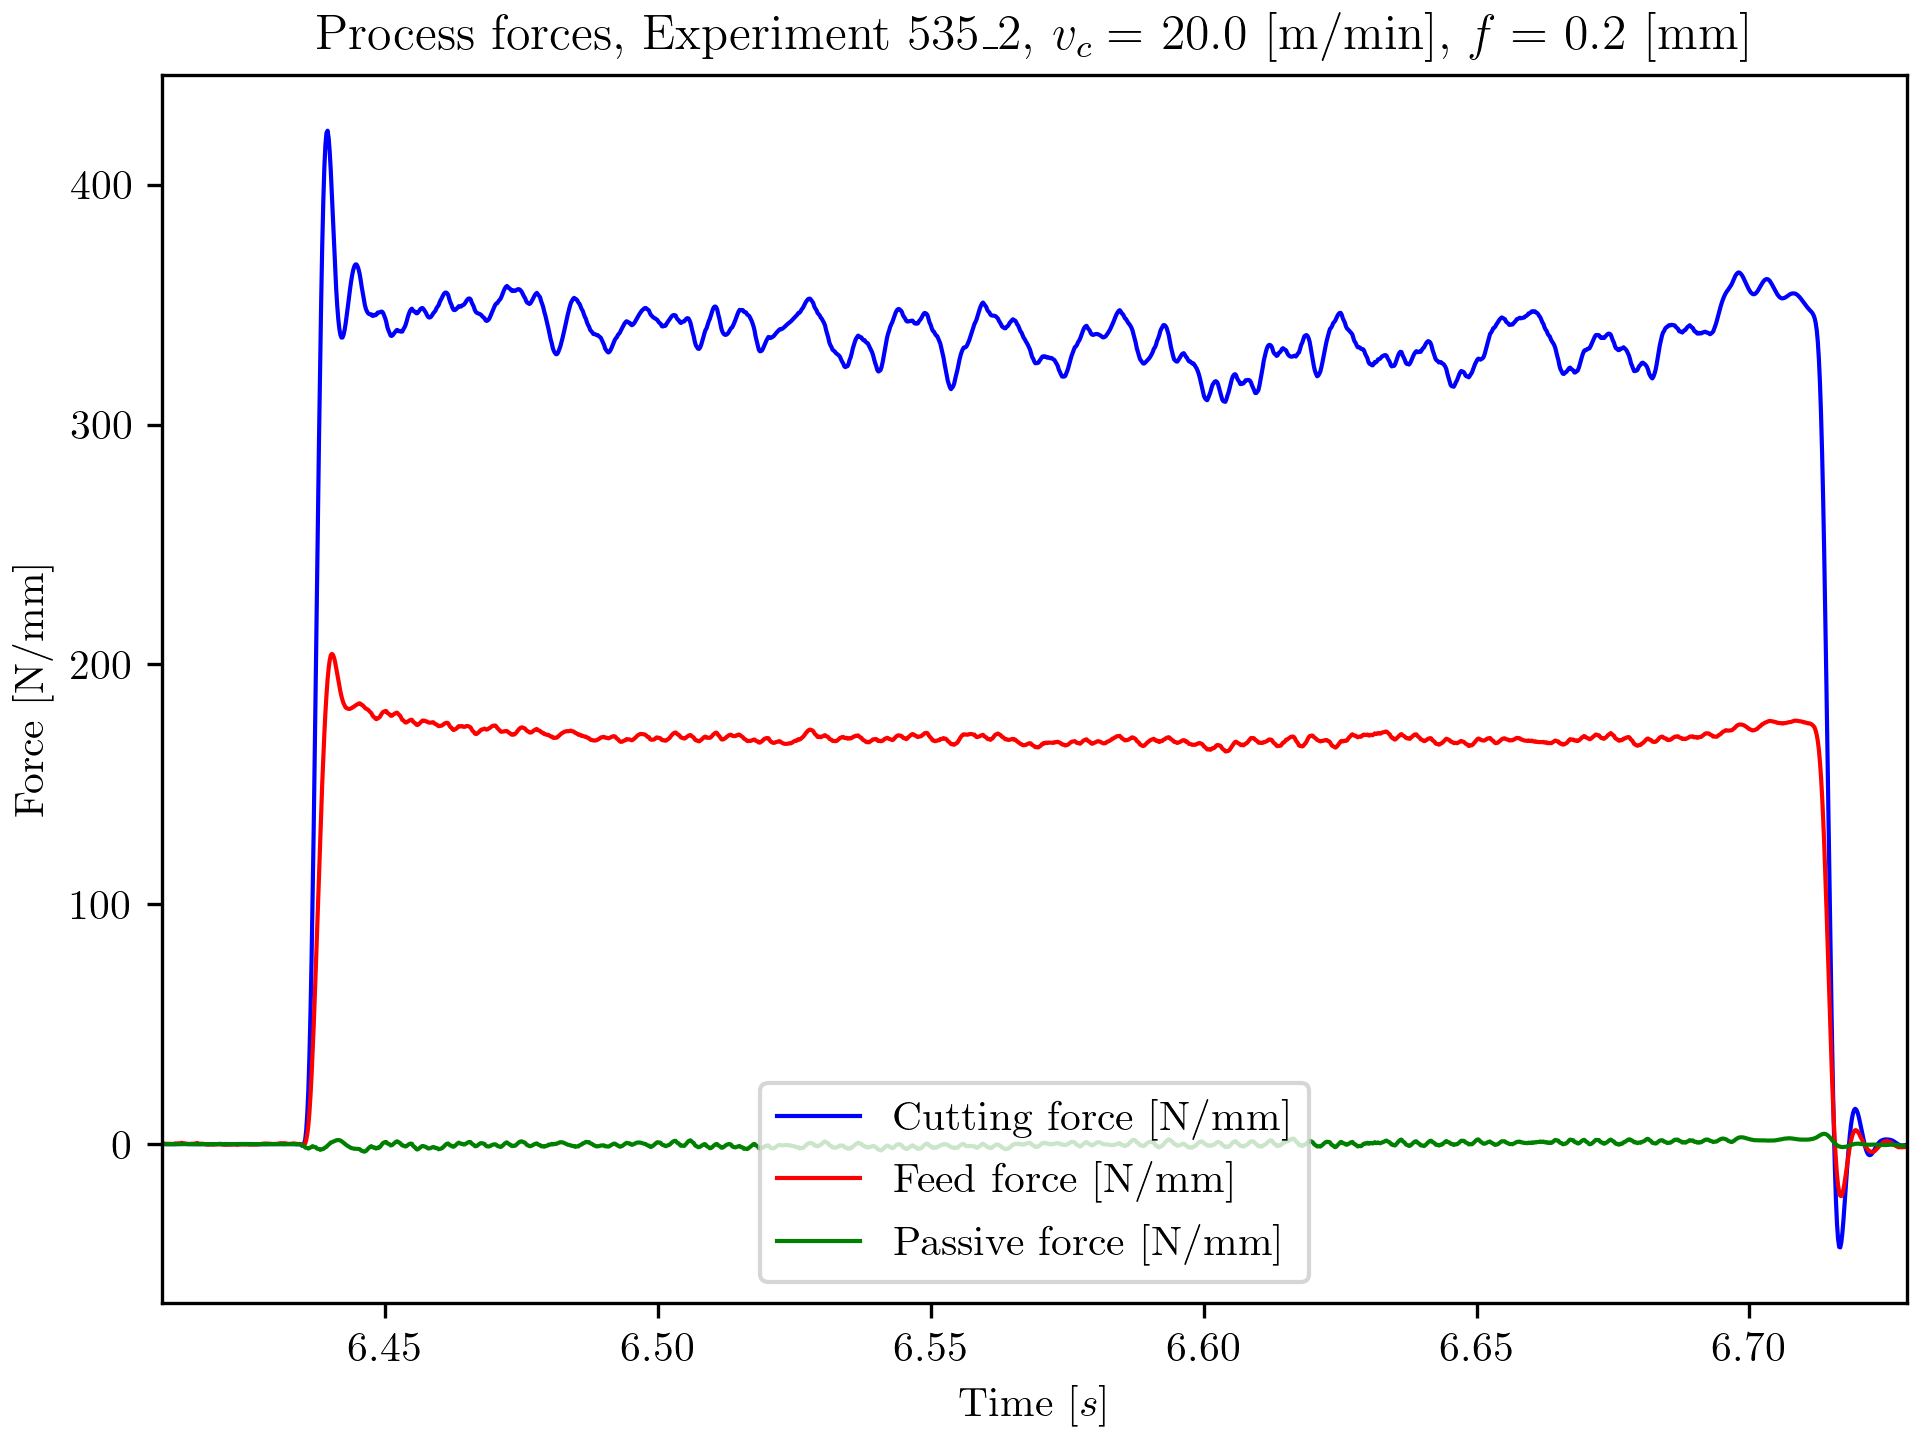 Process forces, Experiment 535_2, v_c = 20.0 [m/min], f = 0.2 [mm]
400
300
200
100
0
Force [N/mm]
Cutting force [N/mm]
Feed force [N/mm]
Passive force [N/mm]
6.45 6.50 6.55 6.60 6.65 6.70
Time [s]